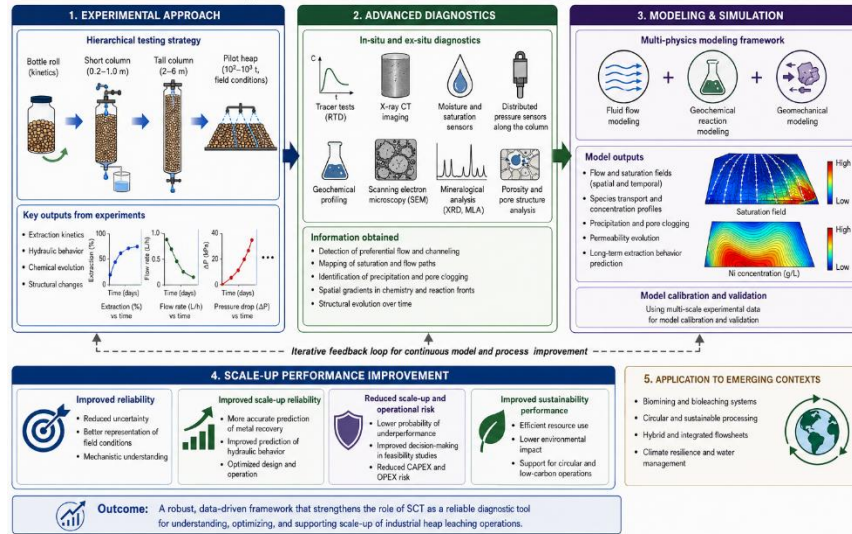 1. EXPERIMENTAL APPROACH
Hierarchical testing strategy
Bottle roll
(kinetics)
Short column
(0.2–1.0 m)
Tall column
(2–6 m)
Pilot heap
(10²–10³ t,
field conditions)
Key outputs from experiments
• Extraction kinetics
• Hydraulic behavior
• Chemical evolution
• Structural changes
Extraction (%)
100
50
0
Time (days)
Extraction (%)
vs time
Flow rate (L/h)
1.0
0.5
0.0
Time (days)
Flow rate (L/h)
vs time
ΔP (kPa)
40
20
0
Time (days)
Pressure drop (ΔP)
vs time
2. ADVANCED DIAGNOSTICS
In-situ and ex-situ diagnostics
C
t
Tracer tests
(RTD)
X-ray CT
imaging
Moisture and
saturation
sensors
Distributed
pressure sensors
along the column
Geochemical
profiling
Scanning electron
microscopy (SEM)
Mineralogical
analysis
(XRD, MLA)
Porosity and
pore structure
analysis
Information obtained
• Detection of preferential flow and channeling
• Mapping of saturation and flow paths
• Identification of precipitation and pore clogging
• Spatial gradients in chemistry and reaction fronts
• Structural evolution over time
3. MODELING & SIMULATION
Multi-physics modeling framework
Fluid flow
modeling
+
Geochemical
reaction
modeling
+
Geomechanical
modeling
Model outputs
• Flow and saturation fields
(spatial and temporal)
• Species transport and
concentration profiles
• Precipitation and pore clogging
• Permeability evolution
• Long-term extraction behavior
prediction
High
Low
Saturation field
High
Low
Ni concentration (g/L)
Model calibration and validation
Using multi-scale experimental data
for model calibration and validation
Iterative feedback loop for continuous model and process improvement
4. SCALE-UP PERFORMANCE IMPROVEMENT
Improved reliability
• Reduced uncertainty
• Better representation of
field conditions
• Mechanistic understanding
Improved scale-up reliability
• More accurate prediction
of metal recovery
• Improved prediction of
hydraulic behavior
• Optimized design and
operation
Reduced scale-up and
operational risk
• Lower probability of
underperformance
• Improved decision-making
in feasibility studies
• Reduced CAPEX and
OPEX risk
Improved sustainability
performance
• Efficient resource use
• Lower environmental
impact
• Support for circular and
low-carbon operations
5. APPLICATION TO EMERGING CONTEXTS
• Biomining and bioleaching systems
• Circular and sustainable processing
• Hybrid and integrated flowsheets
• Climate resilience and water
management
Outcome: A robust, data-driven framework that strengthens the role of SCT as a reliable diagnostic tool
for understanding, optimizing, and supporting scale-up of industrial heap leaching operations.